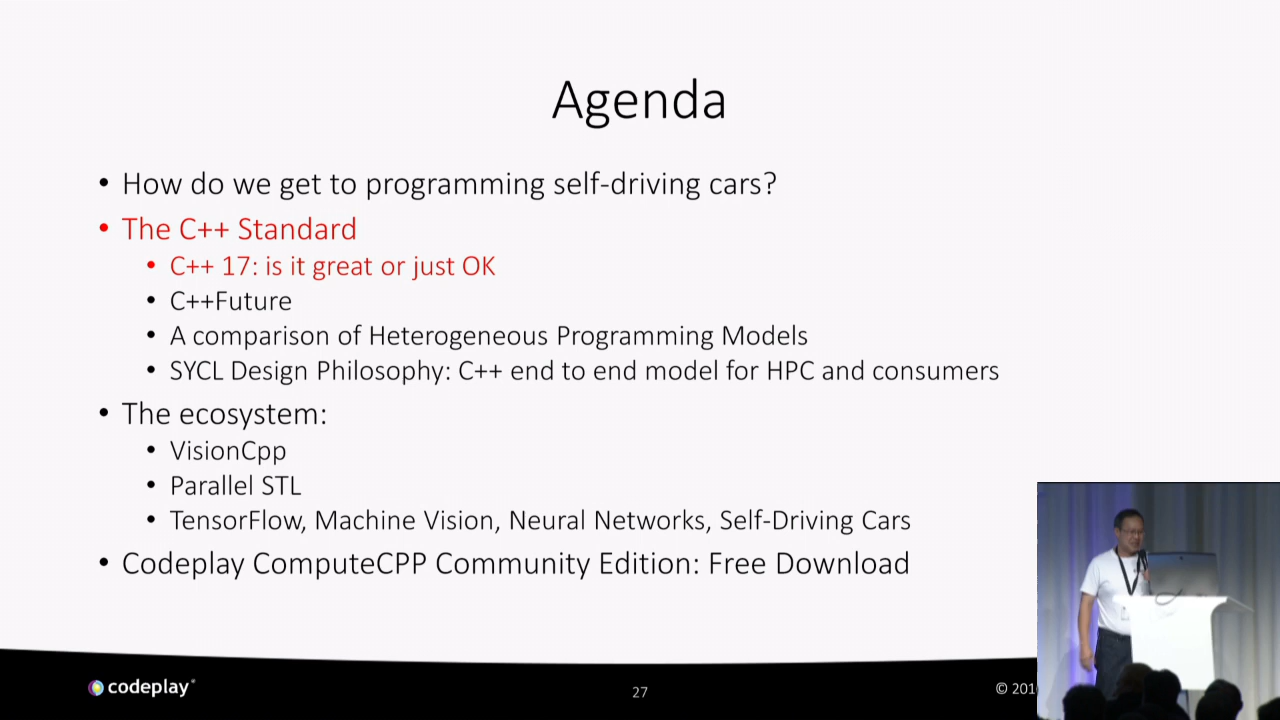 Agenda
• How do we get to programming self-driving cars?
• The C++ Standard
• C++ 17: is it great or just OK
• C++Future
• A comparison of Heterogeneous Programming Models
• SYCL Design Philosophy: C++ end to end model for HPC and consumers
• The ecosystem:
• VisionCpp
• Parallel STL
• TensorFlow, Machine Vision, Neural Networks, Self-Driving Cars
• Codeplay ComputeCPP Community Edition: Free Download
codeplay®
27
©